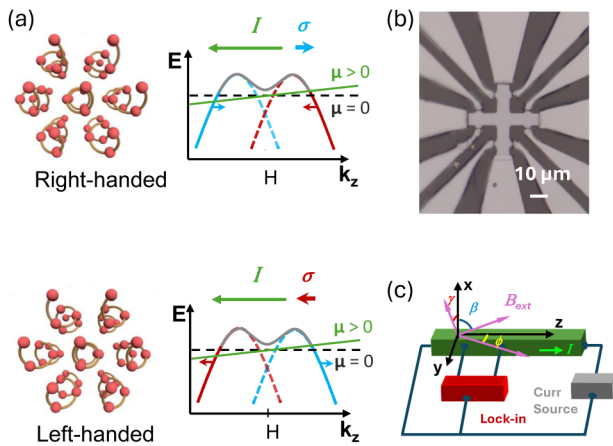 (a)
I
σ
E
μ > 0
μ = 0
H
k_z
Right-handed
(b)
10 μm
I
σ
E
μ > 0
μ = 0
H
k_z
Left-handed
(c)
x
γ
β
B_ext
z
ϕ
I
y
Lock-in
Curr
Source